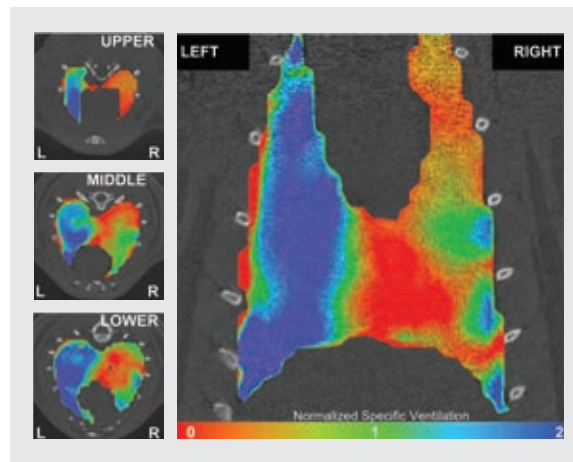 UPPER
L R
MIDDLE
L R
LOWER
L R
LEFT RIGHT
Normalized Specific Ventilation
0 1 2